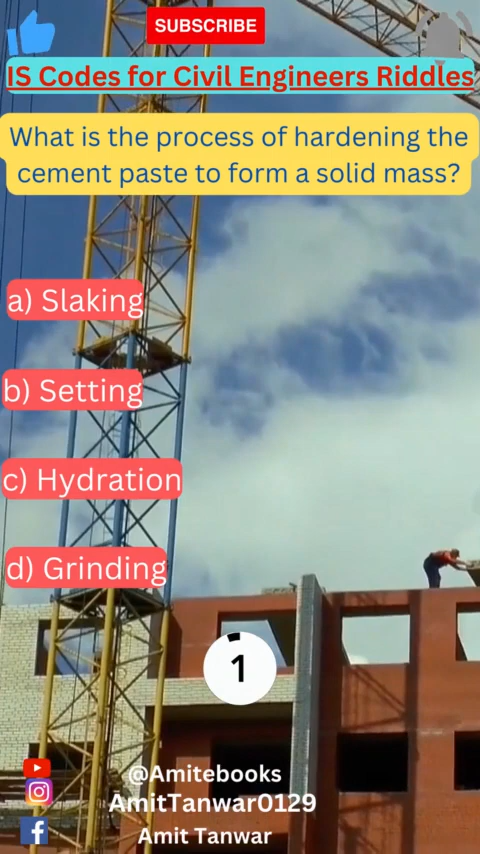 SUBSCRIBE
IS Codes for Civil Engineers Riddles
What is the process of hardening the
cement paste to form a solid mass?
a) Slaking
b) Setting
c) Hydration
d) Grinding
1
@Amitebooks
AmitTanwar0129
Amit Tanwar